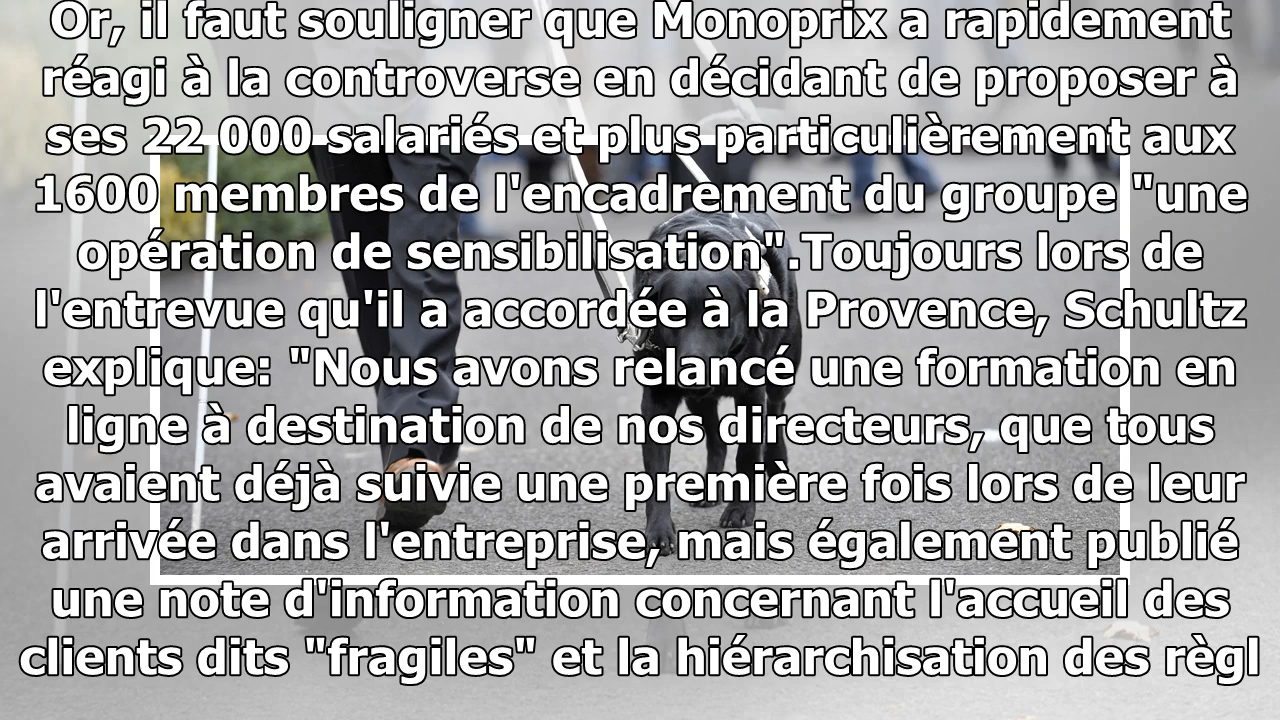 Or, il faut souligner que Monoprix a rapidement
réagi à la controverse en décidant de proposer à
ses 22 000 salariés et plus particulièrement aux
1600 membres de l'encadrement du groupe "une
opération de sensibilisation".Toujours lors de
l'entrevue qu'il a accordée à la Provence, Schultz
explique: "Nous avons relancé une formation en
ligne à destination de nos directeurs, que tous
avaient déjà suivie une première fois lors de leur
arrivée dans l'entreprise, mais également publié
une note d'information concernant l'accueil des
clients dits "fragiles" et la hiérarchisation des règl